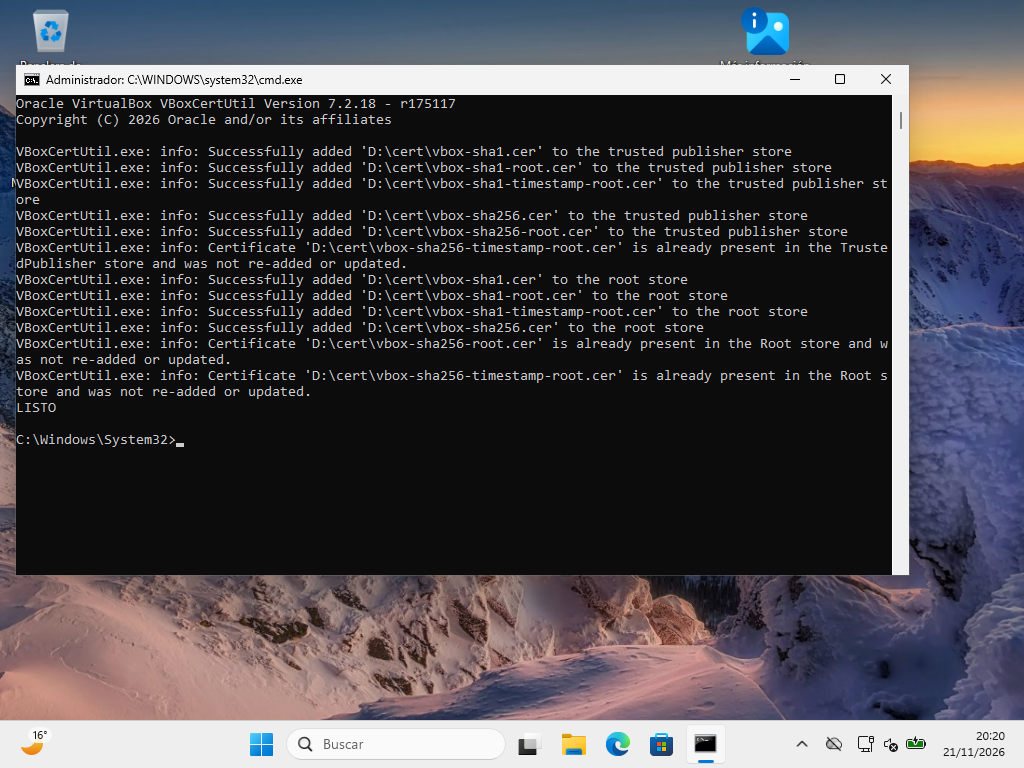 Administrador: C:\WINDOWS\system32\cmd.exe
Oracle VirtualBox VBoxCertUtil Version 7.2.18 - r175117
Copyright (C) 2026 Oracle and/or its affiliates
VBoxCertUtil.exe: info: Successfully added 'D:\cert\vbox-sha1.cer' to the trusted publisher store
VBoxCertUtil.exe: info: Successfully added 'D:\cert\vbox-sha1-root.cer' to the trusted publisher store
VBoxCertUtil.exe: info: Successfully added 'D:\cert\vbox-sha1-timestamp-root.cer' to the trusted publisher st
ore
VBoxCertUtil.exe: info: Successfully added 'D:\cert\vbox-sha256.cer' to the trusted publisher store
VBoxCertUtil.exe: info: Successfully added 'D:\cert\vbox-sha256-root.cer' to the trusted publisher store
VBoxCertUtil.exe: info: Certificate 'D:\cert\vbox-sha256-timestamp-root.cer' is already present in the Truste
dPublisher store and was not re-added or updated.
VBoxCertUtil.exe: info: Successfully added 'D:\cert\vbox-sha1.cer' to the root store
VBoxCertUtil.exe: info: Successfully added 'D:\cert\vbox-sha1-root.cer' to the root store
VBoxCertUtil.exe: info: Successfully added 'D:\cert\vbox-sha1-timestamp-root.cer' to the root store
VBoxCertUtil.exe: info: Successfully added 'D:\cert\vbox-sha256.cer' to the root store
VBoxCertUtil.exe: info: Certificate 'D:\cert\vbox-sha256-root.cer' is already present in the Root store and w
as not re-added or updated.
VBoxCertUtil.exe: info: Certificate 'D:\cert\vbox-sha256-timestamp-root.cer' is already present in the Root s
tore and was not re-added or updated.
LISTO
C:\Windows\System32>
16°
Buscar
20:20
21/11/2026